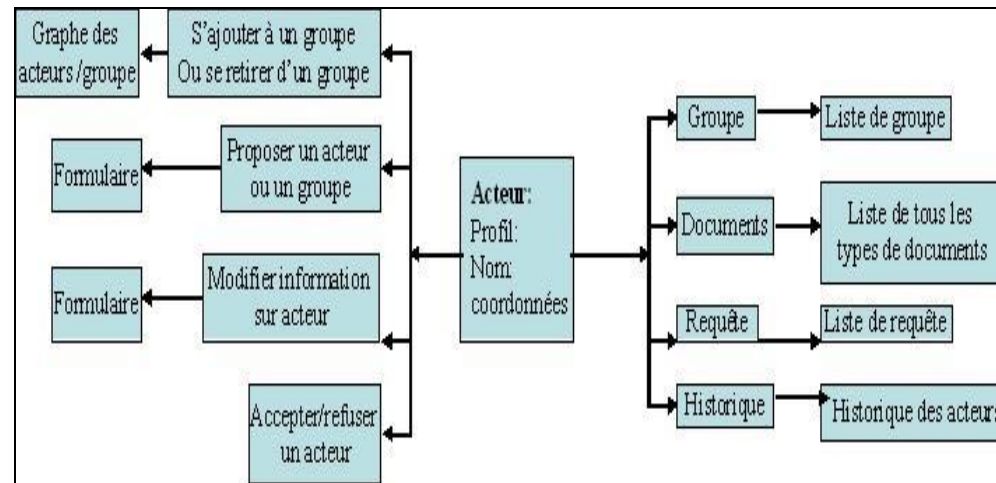 Graphe des
acteurs /groupe
S'ajouter à un groupe
Ou se retirer d'un groupe
Formulaire
Proposer un acteur
ou un groupe
Formulaire
Modifier information
sur acteur
Accepter/refuser
un acteur
Acteur:
Profil:
Nom:
coordonnées
Groupe
Liste de groupe
Documents
Liste de tous les
types de documents
Requête
Liste de requête
Historique
Historique des acteurs